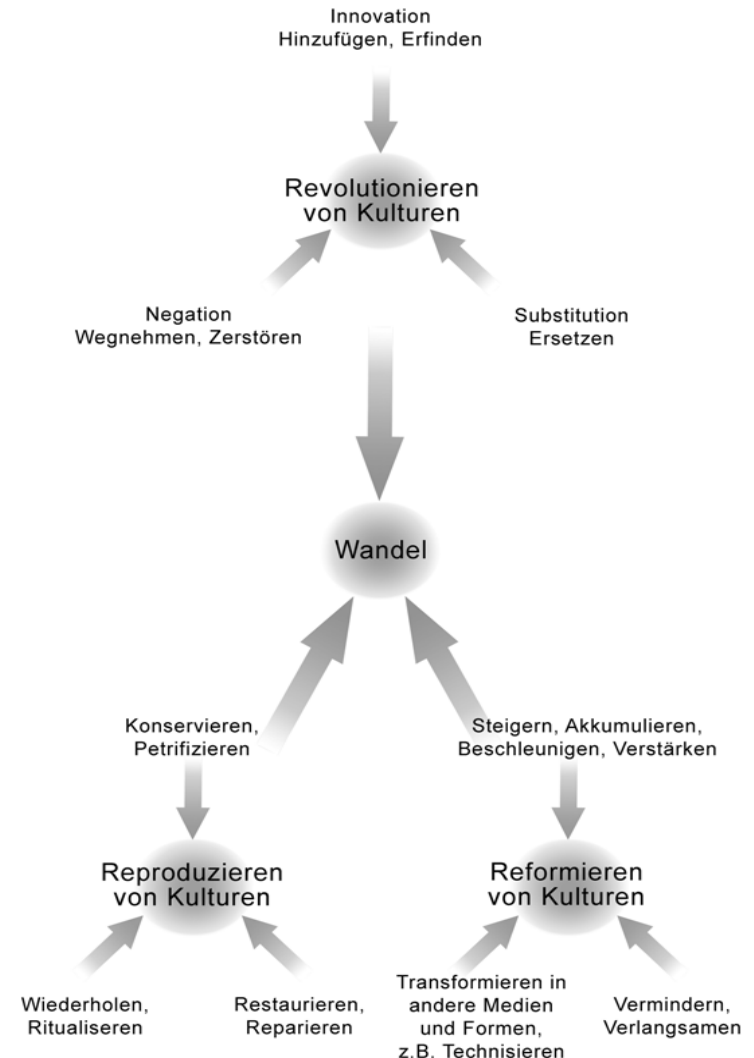 Innovation
Hinzufügen, Erfinden
Revolutionieren
von Kulturen
Negation
Wegnehmen, Zerstören
Substitution
Ersetzen
Wandel
Konservieren,
Petrifizieren
Steigern, Akkumulieren,
Beschleunigen, Verstärken
Reproduzieren
von Kulturen
Reformieren
von Kulturen
Wiederholen,
Ritualiseren
Restaurieren,
Reparieren
Transformieren in
andere Medien
und Formen,
z.B. Technisieren
Vermindern,
Verlangsamen